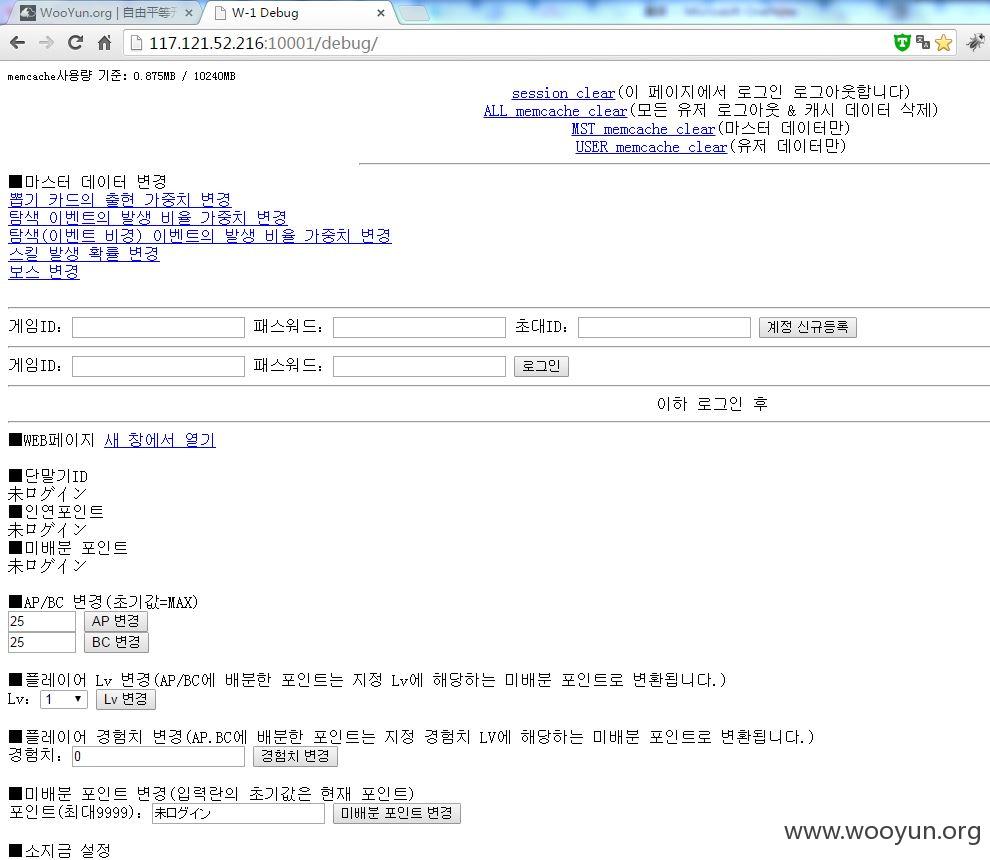 WooYun.org | 自由平等
W-1 Debug
117.121.52.216:10001/debug/
memcache사용량 기준: 0.875MB / 10240MB
session clear(이 페이지에서 로그인 로그아웃합니다)
ALL memcache clear(모든 유저 로그아웃 & 캐시 데이터 삭제)
MST memcache clear(마스터 데이터만)
USER memcache clear(유저 데이터만)
■마스터 데이터 변경
뽑기 카드의 출현 가중치 변경
탐색 이벤트의 발생 비율 가중치 변경
탐색(이벤트 비경) 이벤트의 발생 비율 가중치 변경
스킬 발생 확률 변경
보스 변경
게임ID: 패스워드: 초대ID: 계정 신규등록
게임ID: 패스워드: 로그인
이하 로그인 후
■WEB페이지 새 창에서 열기
■단말기ID
未ログイン
■인연포인트
未ログイン
■미배분 포인트
未ログイン
■AP/BC 변경(초기값=MAX)
25 AP 변경
25 BC 변경
■플레이어 Lv 변경(AP/BC에 배분한 포인트는 지정 Lv에 해당하는 미배분 포인트로 변환됩니다.)
Lv: 1 Lv 변경
■플레이어 경험치 변경(AP.BC에 배분한 포인트는 지정 경험치 LV에 해당하는 미배분 포인트로 변환됩니다.)
경험치: 0 경험치 변경
■미배분 포인트 변경(입력란의 초기값은 현재 포인트)
포인트(최대9999): 未ログイン 미배분 포인트 변경
■소지금 설정
www.wooyun.org